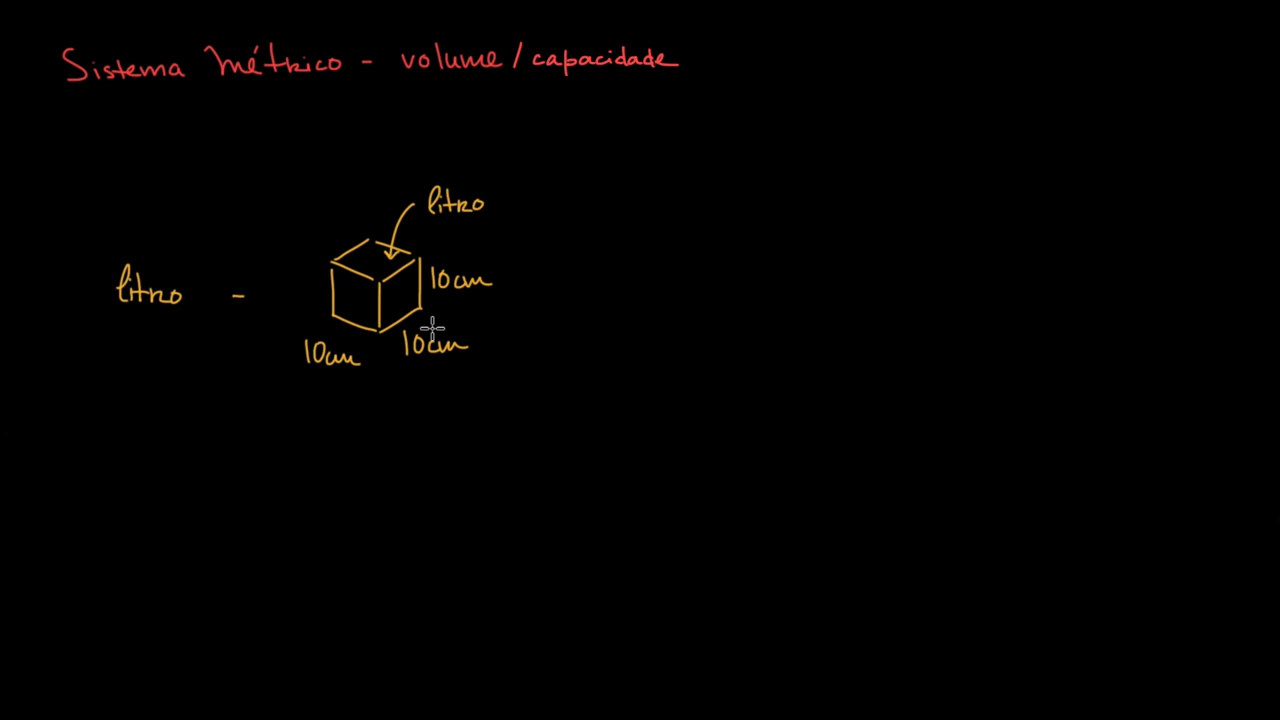 Sistema métrico - volume / capacidade
litro
litro -
10cm
10cm
10cm